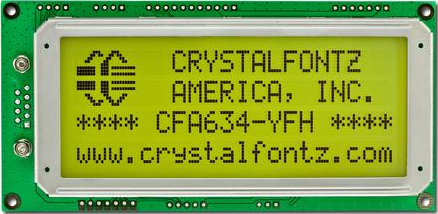 CRYSTALFONTZ
AMERICA, INC.
**** CFA634-YFH ****
www.crystalfontz.com